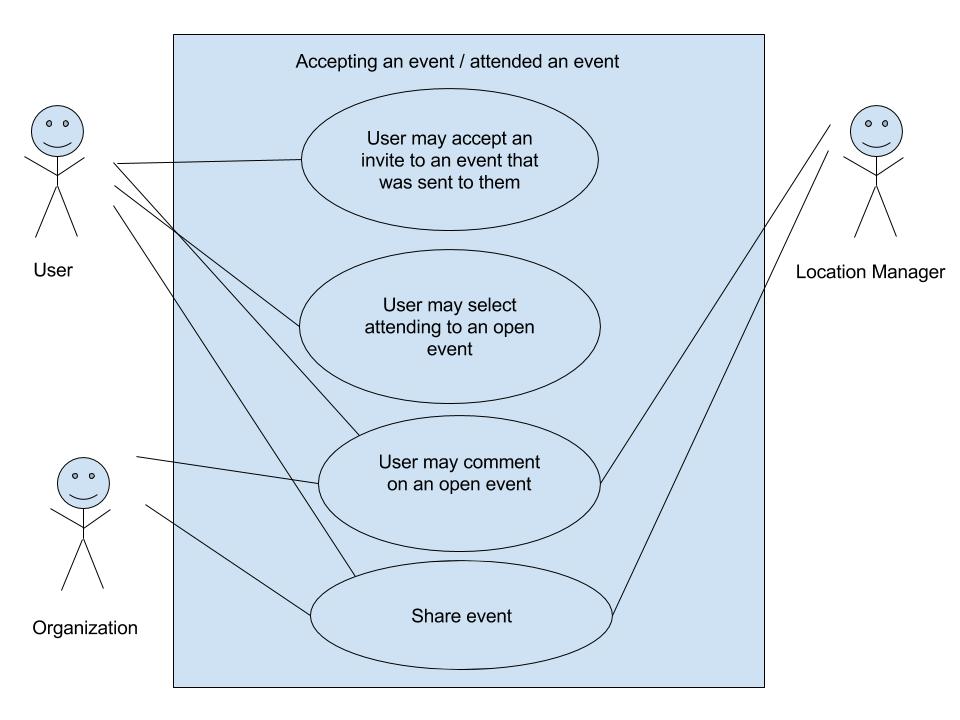 Accepting an event / attended an event
User may accept an
invite to an event that
was sent to them
User
Location Manager
User may select
attending to an open
event
User may comment
on an open event
Share event
Organization